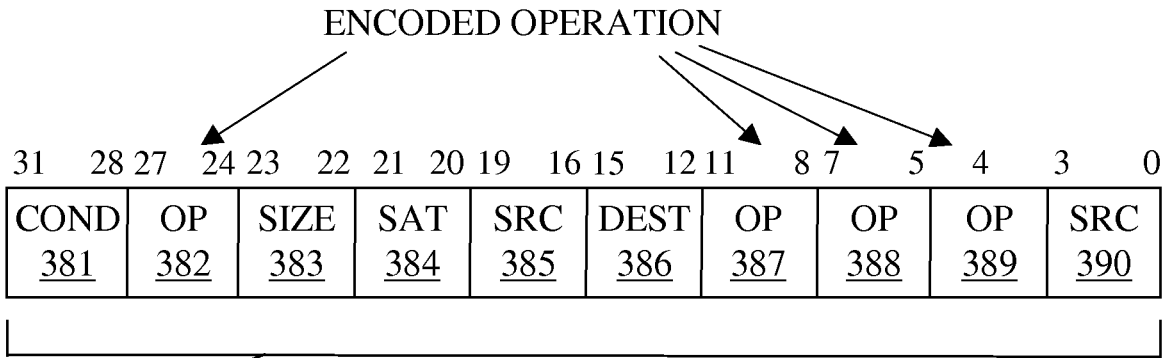 ENCODED OPERATION
31 28 27 24 23 22 21 20 19 16 15 12 11 8 7 5 4 3 0
COND OP SIZE SAT SRC DEST OP OP OP SRC
381 382 383 384 385 386 387 388 389 390